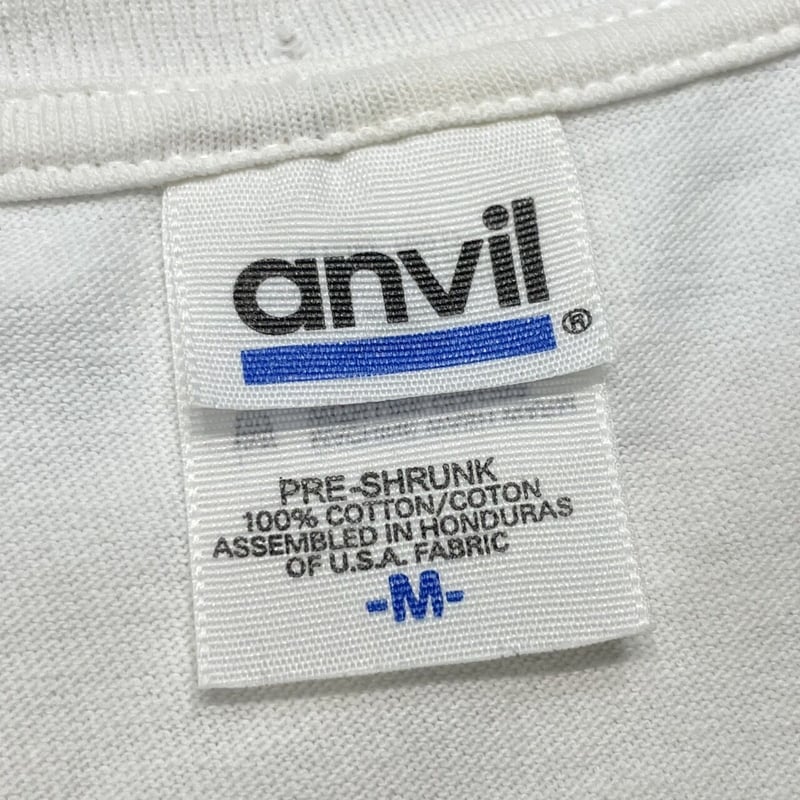 anvil®
PRE-SHRUNK
100% COTTON/COTON
ASSEMBLED IN HONDURAS
OF U.S.A. FABRIC
-M-